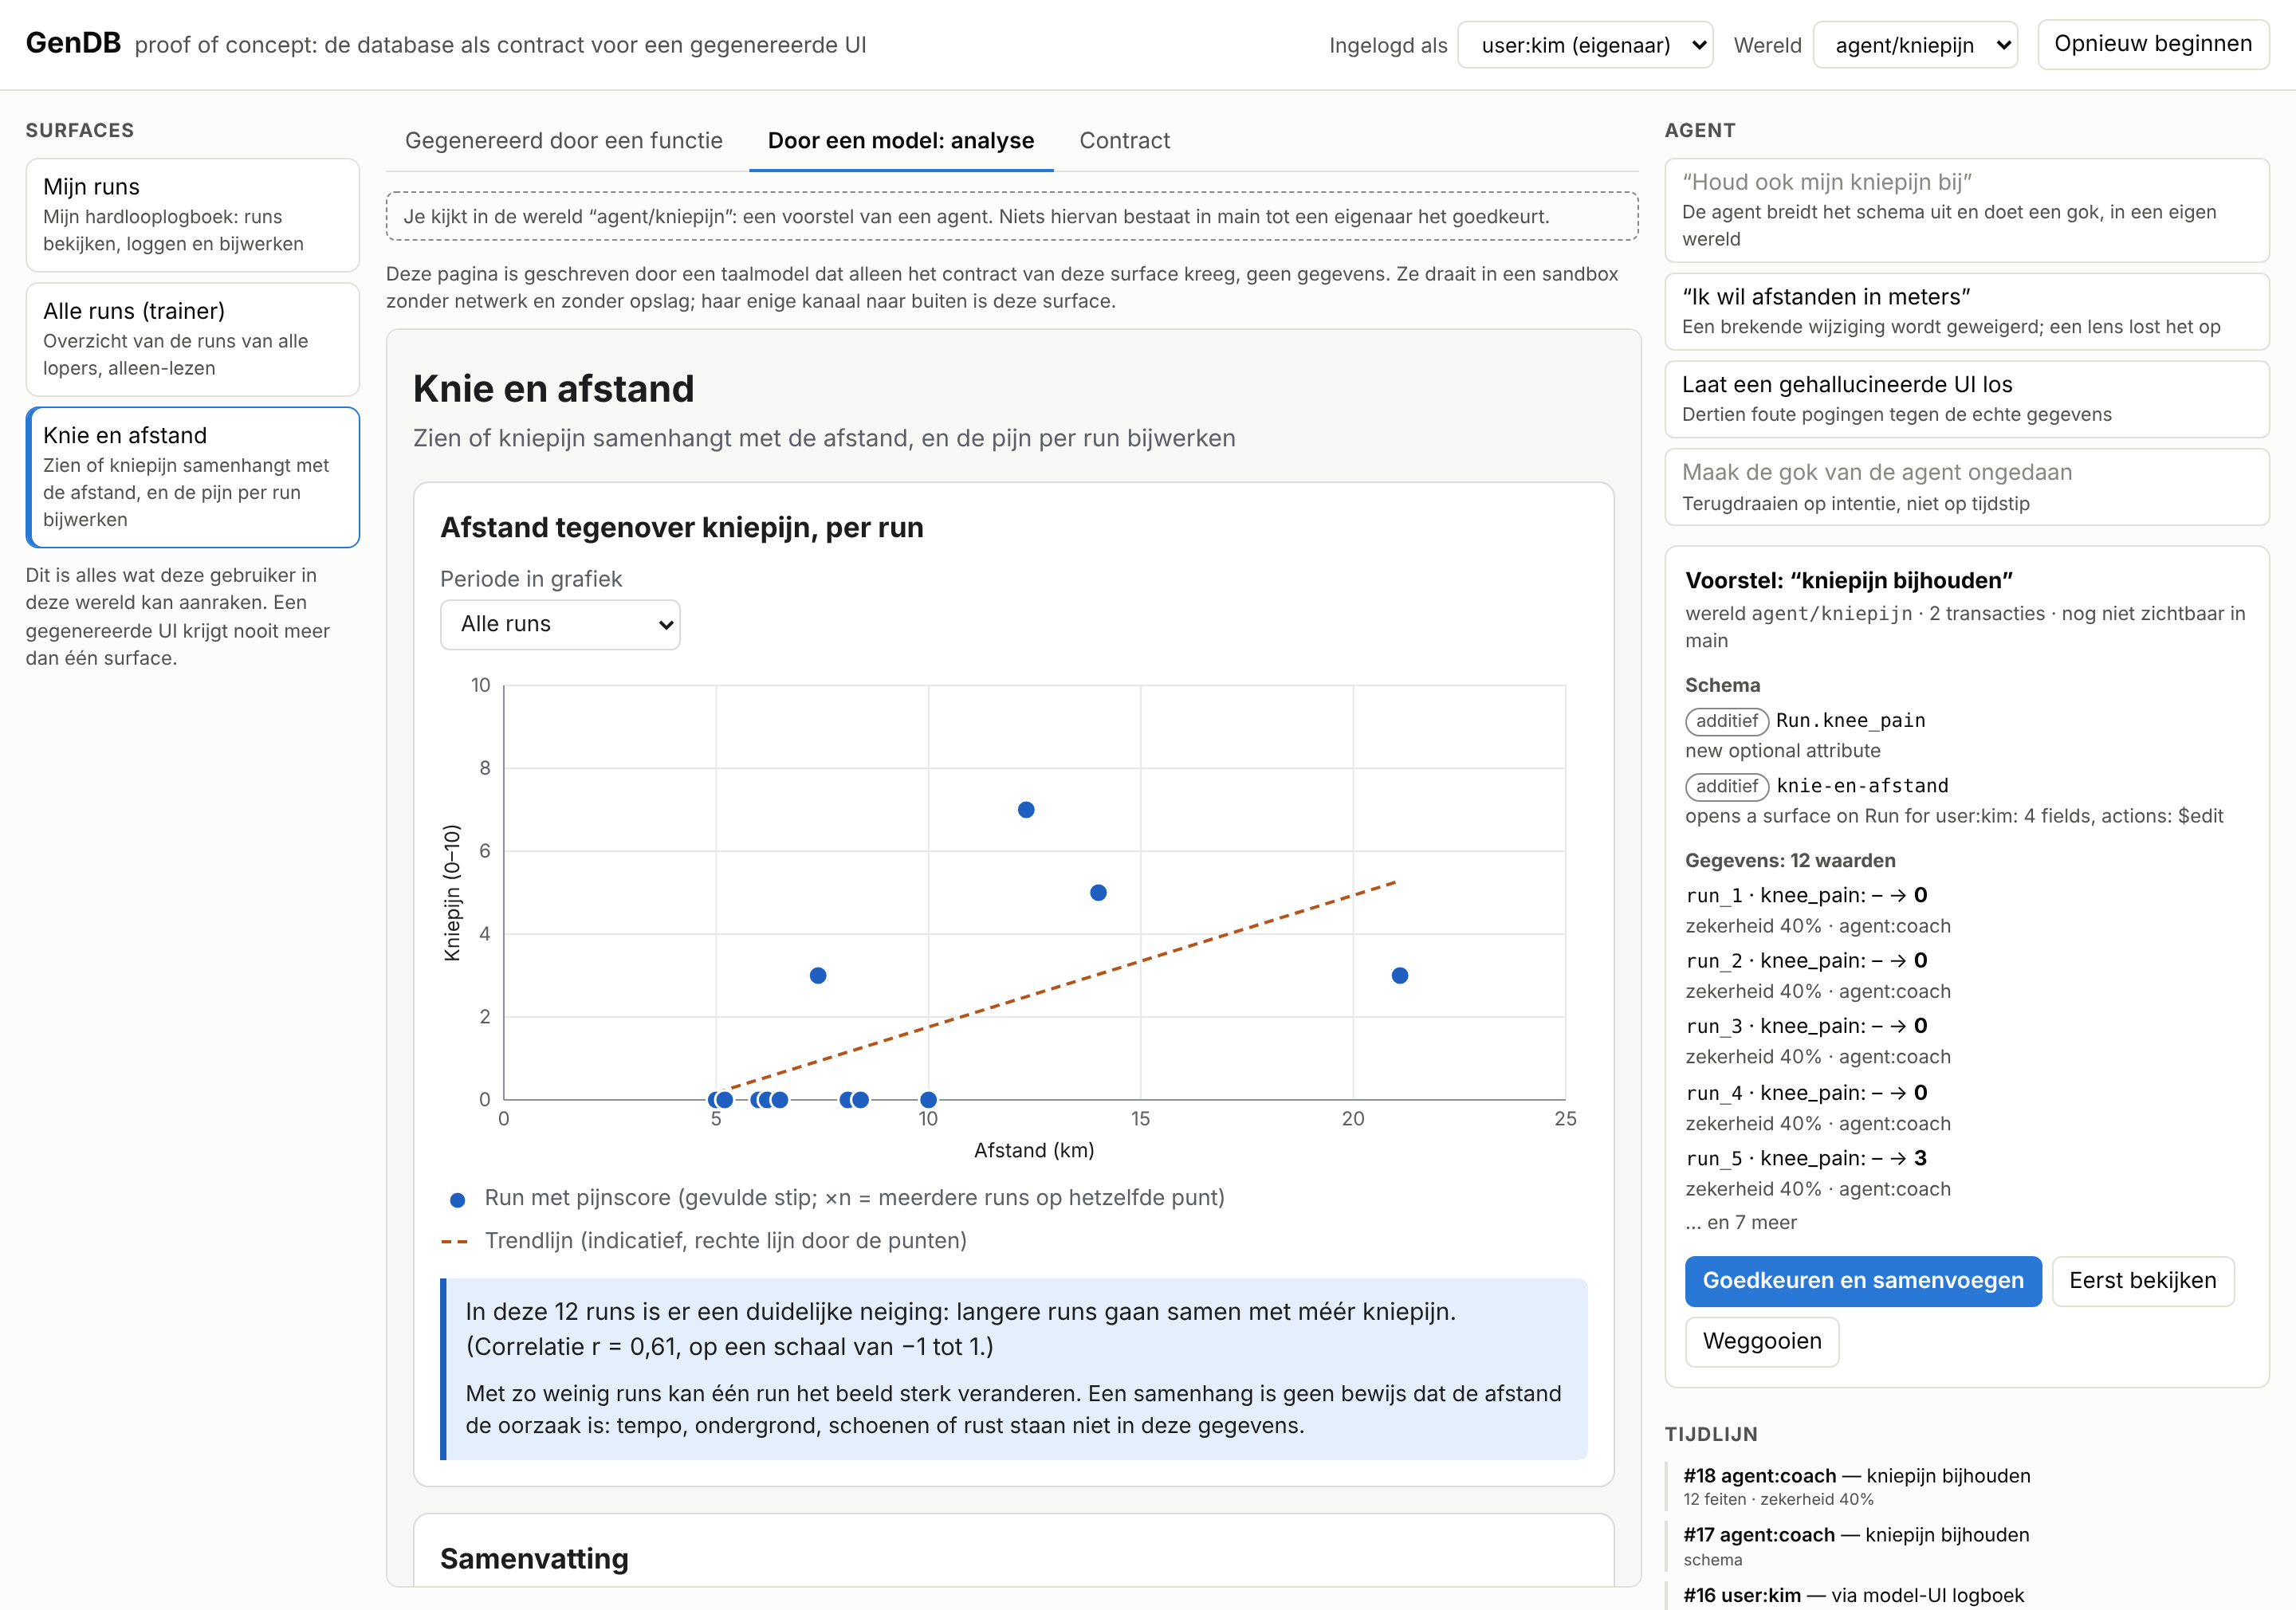 GenDB proof of concept: de database als contract voor een gegenereerde UI
Ingelogd als user:kim (eigenaar) Wereld agent/kniepijn Opnieuw beginnen
SURFACES
Mijn runs
Mijn hardlooplogboek: runs
bekijken, loggen en bijwerken
Alle runs (trainer)
Overzicht van de runs van alle
lopers, alleen-lezen
Knie en afstand
Zien of kniepijn samenhangt met
de afstand, en de pijn per run
bijwerken
Dit is alles wat deze gebruiker in
deze wereld kan aanraken. Een
gegenereerde UI krijgt nooit meer
dan één surface.
Gegenereerd door een functie Door een model: analyse Contract
Je kijkt in de wereld “agent/kniepijn”: een voorstel van een agent. Niets hiervan bestaat in main tot een eigenaar het goedkeurt.
Deze pagina is geschreven door een taalmodel dat alleen het contract van deze surface kreeg, geen gegevens. Ze draait in een sandbox
zonder netwerk en zonder opslag; haar enige kanaal naar buiten is deze surface.
Knie en afstand
Zien of kniepijn samenhangt met de afstand, en de pijn per run bijwerken
Afstand tegenover kniepijn, per run
Periode in grafiek
Alle runs
10
8
6
4
2
0
Kniepijn (0–10)
0 5 10 15 20 25
Afstand (km)
Run met pijnscore (gevulde stip; ×n = meerdere runs op hetzelfde punt)
Trendlijn (indicatief, rechte lijn door de punten)
In deze 12 runs is er een duidelijke neiging: langere runs gaan samen met méér kniepijn.
(Correlatie r = 0,61, op een schaal van −1 tot 1.)
Met zo weinig runs kan één run het beeld sterk veranderen. Een samenhang is geen bewijs dat de afstand
de oorzaak is: tempo, ondergrond, schoenen of rust staan niet in deze gegevens.
Samenvatting
AGENT
“Houd ook mijn kniepijn bij”
De agent breidt het schema uit en doet een gok, in een eigen
wereld
“Ik wil afstanden in meters”
Een brekende wijziging wordt geweigerd; een lens lost het op
Laat een gehallucineerde UI los
Dertien foute pogingen tegen de echte gegevens
Maak de gok van de agent ongedaan
Terugdraaien op intentie, niet op tijdstip
Voorstel: “kniepijn bijhouden”
wereld agent/kniepijn · 2 transacties · nog niet zichtbaar in
main
Schema
additief Run.knee_pain
new optional attribute
additief knie-en-afstand
opens a surface on Run for user:kim: 4 fields, actions: $edit
Gegevens: 12 waarden
run_1 · knee_pain: – → 0
zekerheid 40% · agent:coach
run_2 · knee_pain: – → 0
zekerheid 40% · agent:coach
run_3 · knee_pain: – → 0
zekerheid 40% · agent:coach
run_4 · knee_pain: – → 0
zekerheid 40% · agent:coach
run_5 · knee_pain: – → 3
zekerheid 40% · agent:coach
... en 7 meer
Goedkeuren en samenvoegen Eerst bekijken
Weggooien
TIJDLIJN
#18 agent:coach — kniepijn bijhouden
12 feiten · zekerheid 40%
#17 agent:coach — kniepijn bijhouden
schema
#16 user:kim — via model-UI logboek